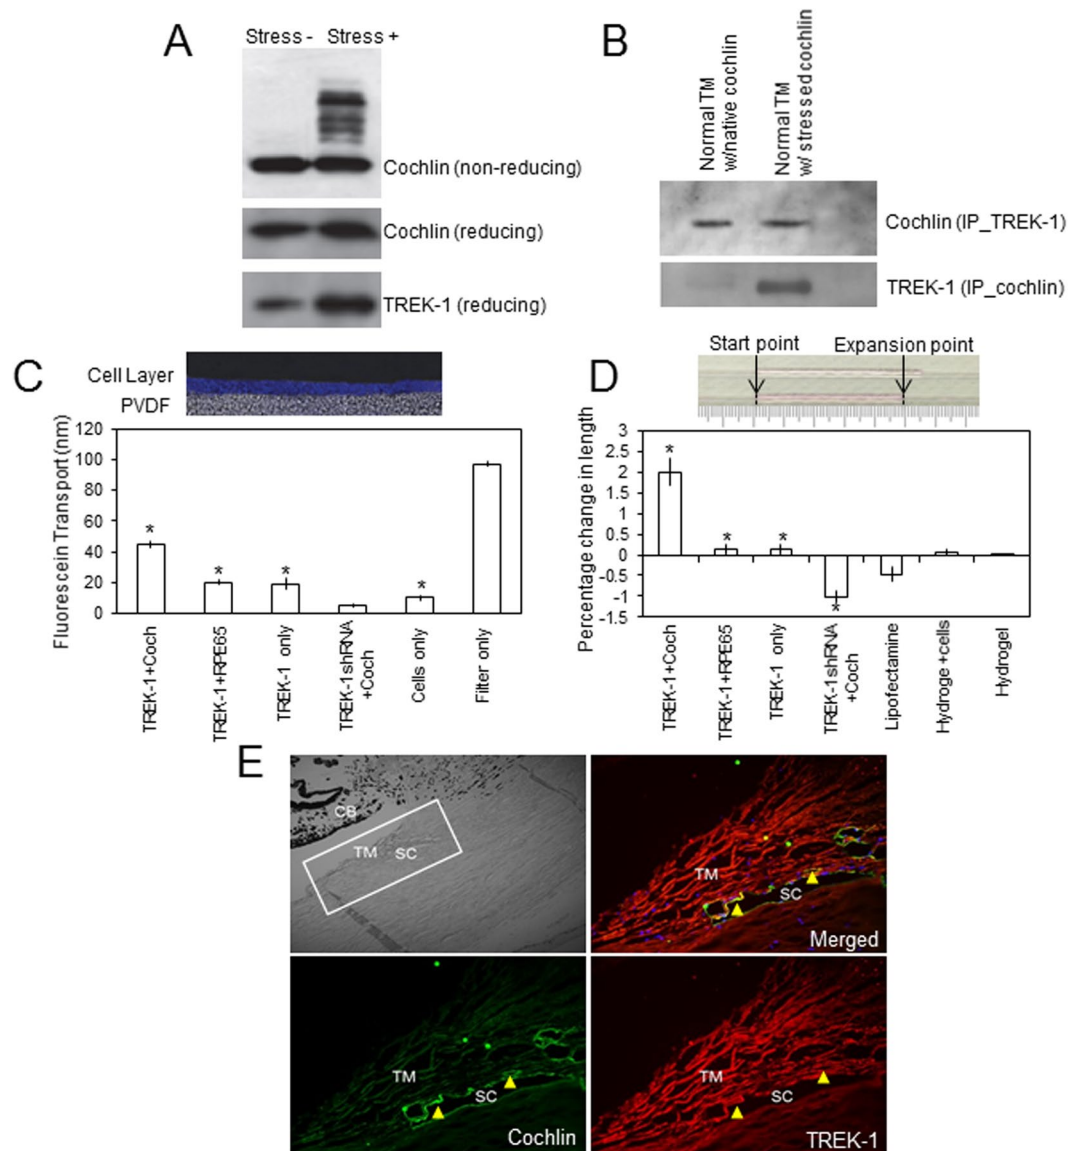 A
Stress -
Stress +
Cochlin (non-reducing)
Cochlin (reducing)
TREK-1 (reducing)
B
Normal TM
w/native cochlin
Normal TM
w/ stressed cochlin
Cochlin (IP_TREK-1)
TREK-1 (IP_cochlin)
C
Cell Layer
PVDF
Fluorescein Transport (nm)
120
100
80
60
40
20
0
*
*
*
*
TREK-1+Coch
TREK-1+RPE65
TREK-1 only
TREK-1shRNA
+Coch
Cells only
Filter only
D
Start point
Expansion point
Percentage change in length
3
2.5
2
1.5
1
0.5
0
-0.5
-1
-1.5
*
*
*
*
TREK-1+Coch
TREK-1+RPE65
TREK-1 only
TREK-1shRNA
+Coch
Lipofectamine
Hydroge+cells
Hydrogel
E
CB
TM
SC
TM
SC
Merged
TM
SC
Cochlin
TM
SC
TREK-1